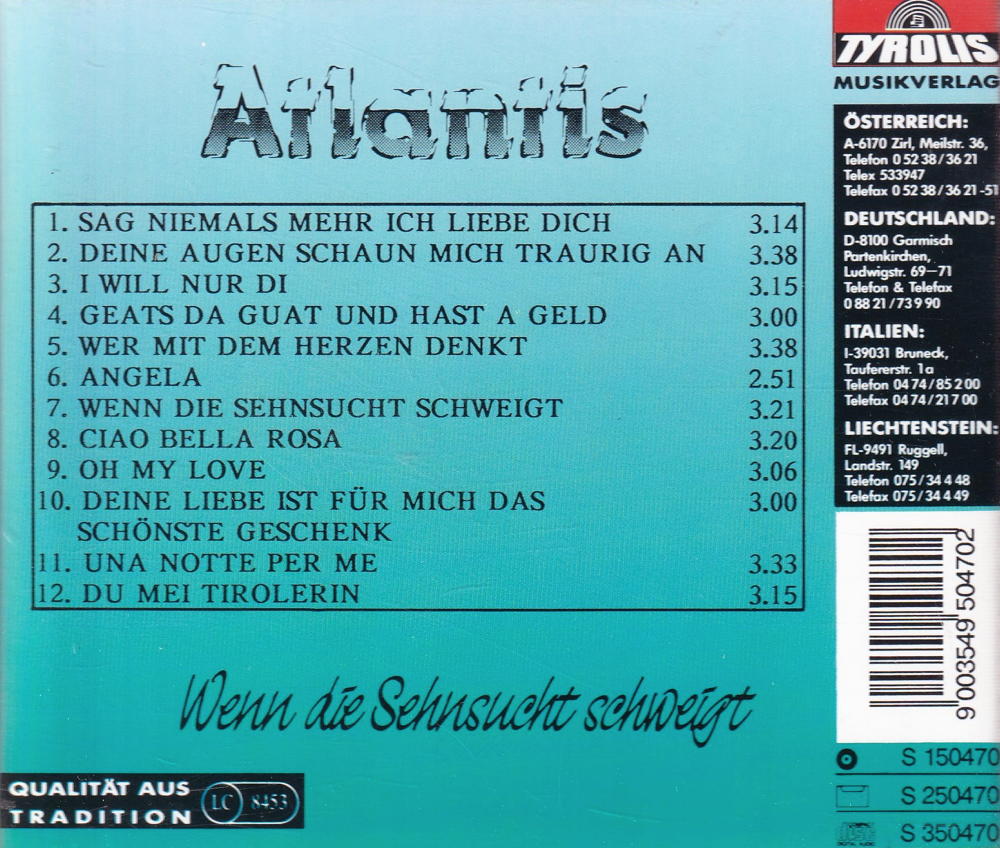 Atlantis
1. SAG NIEMALS MEHR ICH LIEBE DICH 3.14
2. DEINE AUGEN SCHAUN MICH TRAURIG AN 3.38
3. I WILL NUR DI 3.15
4. GEATS DA GUAT UND HAST A GELD 3.00
5. WER MIT DEM HERZEN DENKT 3.38
6. ANGELA 2.51
7. WENN DIE SEHNSUCHT SCHWEIGT 3.21
8. CIAO BELLA ROSA 3.20
9. OH MY LOVE 3.06
10. DEINE LIEBE IST FÜR MICH DAS 3.00
SCHÖNSTE GESCHENK
11. UNA NOTTE PER ME 3.33
12. DU MEI TIROLERIN 3.15
Wenn die Sehnsucht schweigt
QUALITÄT AUS
TRADITION
LC 8453
TYROLIS
MUSIKVERLAG
ÖSTERREICH:
A-6170 Zirl, Meilstr. 36,
Telefon 0 52 38/36 21
Telex 533947
Telefax 0 52 38/36 21-51
DEUTSCHLAND:
D-8100 Garmisch
Partenkirchen,
Ludwigstr. 69—71
Telefon & Telefax
0 88 21/73 9 90
ITALIEN:
I-39031 Bruneck,
Taufererstr. 1a
Telefon 04 74/85 2 00
Telefax 04 74/21 7 00
LIECHTENSTEIN:
FL-9491 Ruggell,
Landstr. 149
Telefon 075/34 4 48
Telefax 075/34 4 49
9 003549 504702
S 150470
S 250470
S 350470
COMPACT
disc
DIGITAL AUDIO